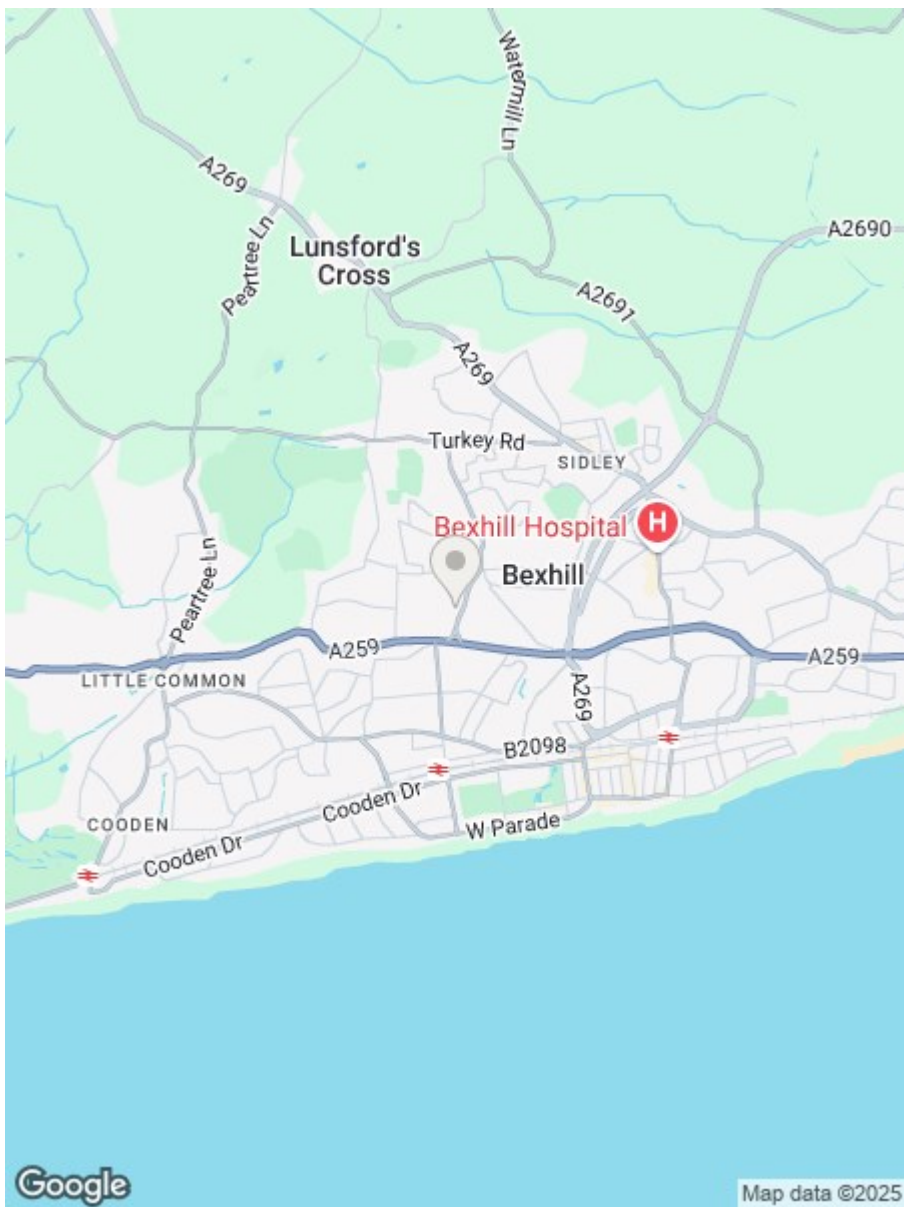 Watermill Ln
A269
Peartree Ln
Lunsford's
Cross
A2690
A2691
A269
Turkey Rd
SIDLEY
Bexhill Hospital
H
Bexhill
Peartree Ln
A259
A259
LITTLE COMMON
A269
B2098
Cooden Dr
W Parade
COODEN
Cooden Dr
Google
Map data ©2025